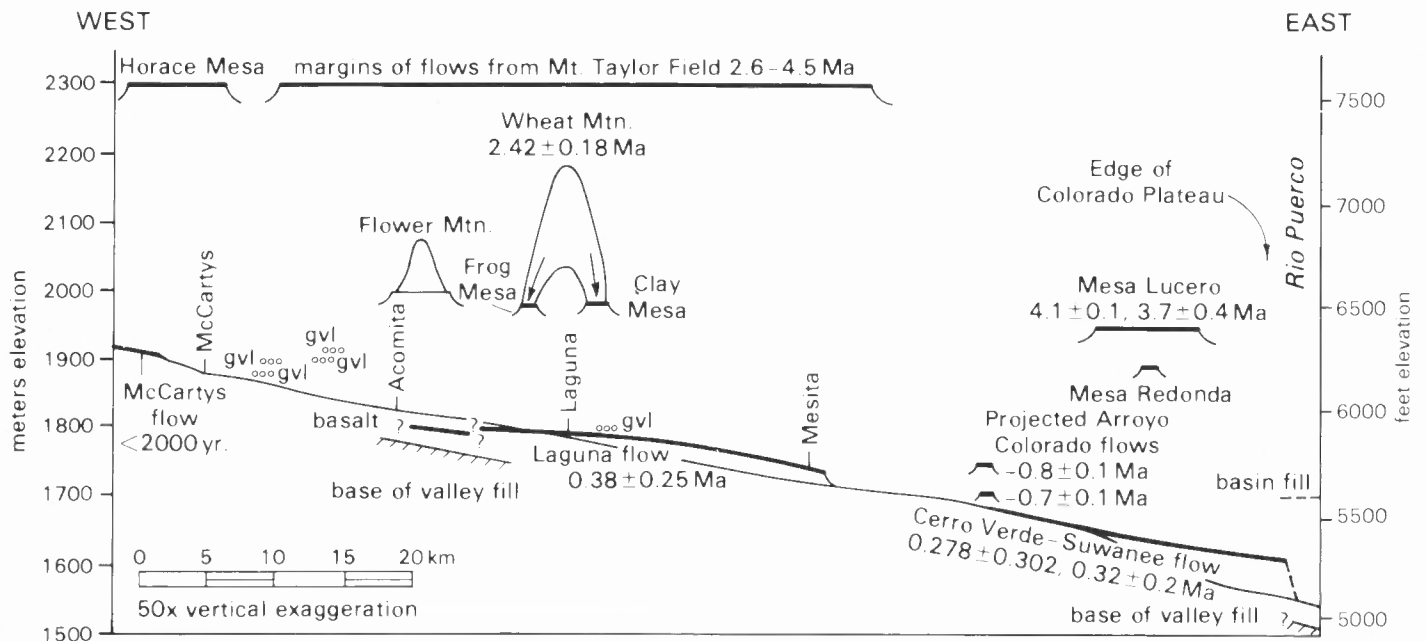 WEST
EAST
2300
2200
2100
2000
1900
1800
1700
1600
1500
meters elevation
Horace Mesa
margins of flows from Mt. Taylor Field 2.6-4.5 Ma
Wheat Mtn.
2.42 ± 0.18 Ma
Flower Mtn.
Frog
Mesa
Clay
Mesa
Edge of
Colorado Plateau
Rio Puerco
Mesa Lucero
4.1 ± 0.1, 3.7 ± 0.4 Ma
Mesa Redonda
Projected Arroyo
Colorado flows
-0.8 ± 0.1 Ma
-0.7 ± 0.1 Ma
basin fill
McCartys
gvl
gvl
gvl
Acomita
Laguna
gvl
Mesita
McCartys
flow
<2000 yr.
basalt
?
?
?
Laguna flow
0.38 ± 0.25 Ma
base of valley fill
Cerro Verde-Suwanee flow
0.278 ± 0.302, 0.32 ± 0.2 Ma
base of valley fill
?
0 5 10 15 20 km
50x vertical exaggeration
7500
7000
6500
6000
5500
5000
feet elevation